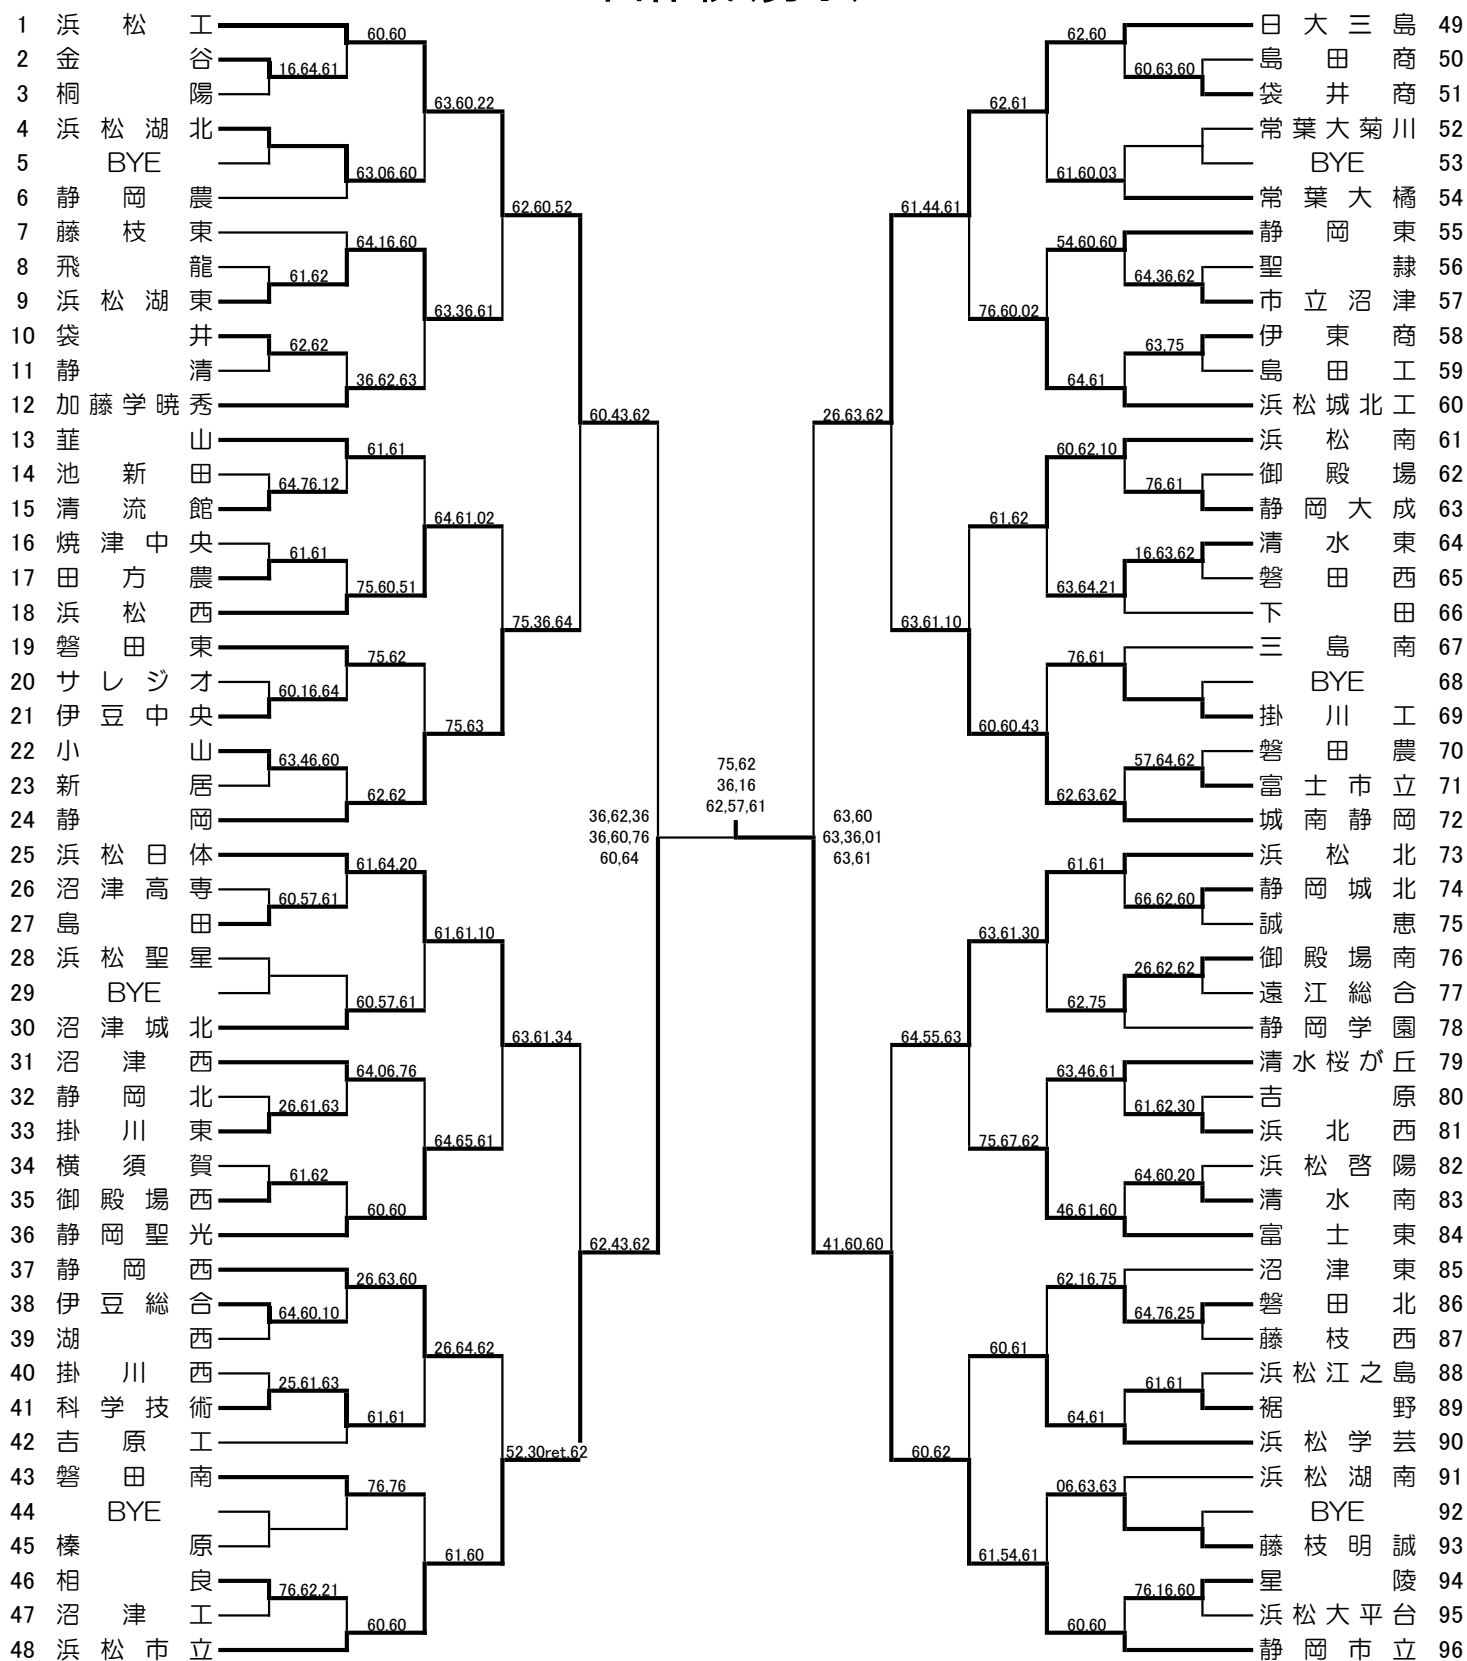 1 浜松工
2 金谷
3 桐陽
4 浜松湖北
5 BYE
6 静岡農
7 藤枝東
8 飛龍
9 浜松湖東
10 袋井
11 静清
12 加藤学暁秀
13 韮山
14 池新田
15 清流館
16 焼津中央
17 田方農
18 浜松西
19 磐田東
20 サレジオ
21 伊豆中央
22 小山
23 新居
24 静岡
25 浜松日体
26 沼津高専
27 島田
28 浜松聖星
29 BYE
30 沼津城北
31 沼津西
32 静岡北
33 掛川東
34 横須賀
35 御殿場西
36 静岡聖光
37 静岡西
38 伊豆総合
39 湖西
40 掛川西
41 科学技術
42 吉原工
43 磐田南
44 BYE
45 榛原
46 相良
47 沼津工
48 浜松市立
16,64,61
61,62
62,62
64,76,12
61,61
60,16,64
63,46,60
60,57,61
26,61,63
61,62
64,60,10
25,61,63
76,62,21
60,60
63,06,60
64,16,60
36,62,63
61,61
75,60,51
75,62
62,62
61,64,20
60,57,61
64,06,76
60,60
26,63,60
61,61
76,76
60,60
63,60,22
63,36,61
64,61,02
75,63
61,61,10
64,65,61
26,64,62
61,60
62,60,52
75,36,64
63,61,34
52,30ret,62
60,43,62
62,43,62
36,62,36
36,60,76
60,64
75,62
36,16
62,57,61
63,60
63,36,01
63,61
26,63,62
41,60,60
61,44,61
63,61,10
64,55,63
60,62
62,61
76,60,02
61,62
60,60,43
63,61,30
75,67,62
60,61
61,54,61
62,60
61,60,03
54,60,60
64,61
60,62,10
63,64,21
76,61
62,63,62
61,61
62,75
63,46,61
46,61,60
62,16,75
64,61
06,63,63
60,60
60,63,60
64,36,62
63,75
76,61
16,63,62
57,64,62
66,62,60
26,62,62
61,62,30
64,60,20
64,76,25
61,61
76,16,60
日大三島 49
島田商 50
袋井商 51
常葉大菊川 52
BYE 53
常葉大橘 54
静岡東 55
聖隷 56
市立沼津 57
伊東商 58
島田工 59
浜松城北工 60
浜松南 61
御殿場 62
静岡大成 63
清水東 64
磐田西 65
下田 66
三島南 67
BYE 68
掛川工 69
磐田農 70
富士市立 71
城南静岡 72
浜松北 73
静岡城北 74
誠恵 75
御殿場南 76
遠江総合 77
静岡学園 78
清水桜が丘 79
吉原 80
浜北西 81
浜松啓陽 82
清水南 83
富士東 84
沼津東 85
磐田北 86
藤枝西 87
浜松江之島 88
裾野 89
浜松学芸 90
浜松湖南 91
BYE 92
藤枝明誠 93
星陵 94
浜松大平台 95
静岡市立 96